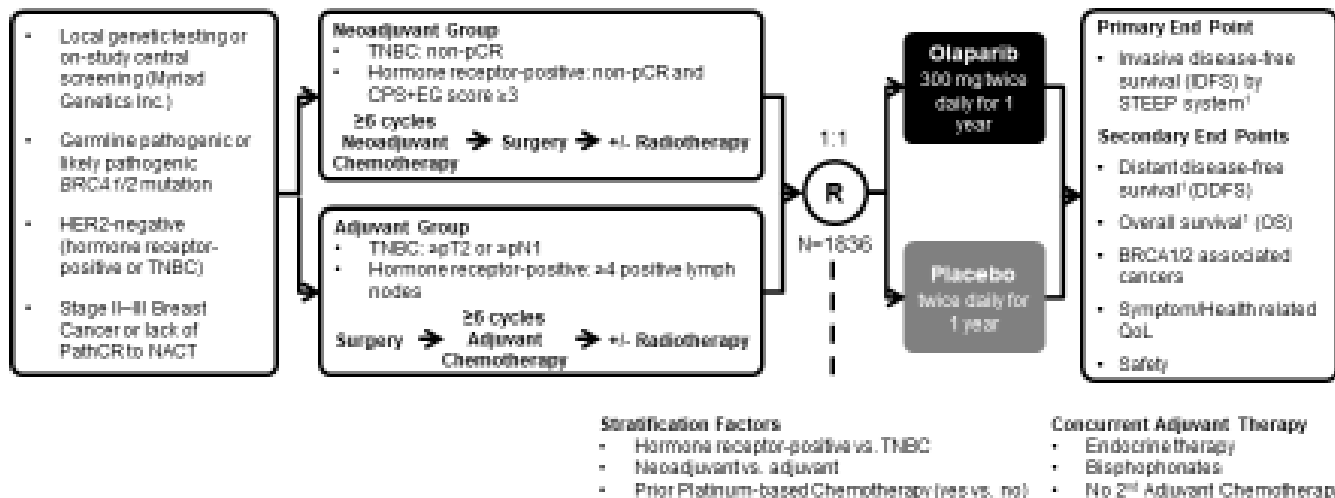 • Local genetic testing or
on-study central
screening (Myriad
Genetics Inc.)
• Germline pathogenic or
likely pathogenic
BRCA1/2 mutation
• HER2-negative
(hormone receptor-
positive or TNBC)
• Stage II–III Breast
Cancer or lack of
PathCR to NACT
Neoadjuvant Group
• TNBC: non-pCR
• Hormone receptor-positive: non-pCR and
CPS+EG score ≥3
≥6 cycles
Neoadjuvant → Surgery → +/- Radiotherapy
Chemotherapy
Adjuvant Group
• TNBC: ≥pT2 or ≥pN1
• Hormone receptor-positive: ≥4 positive lymph
nodes
≥6 cycles
Surgery → Adjuvant → +/- Radiotherapy
Chemotherapy
1:1
R
N=1836
Olaparib
300 mg twice
daily for 1
year
Placebo
twice daily for
1 year
Primary End Point
• Invasive disease-free
survival (IDFS) by
STEEP system¹
Secondary End Points
• Distant disease-free
survival¹ (DDFS)
• Overall survival¹ (OS)
• BRCA1/2 associated
cancers
• Symptom/Health related
QoL
• Safety
Stratification Factors
• Hormone receptor-positive vs. TNBC
• Neoadjuvant vs. adjuvant
• Prior Platinum-based Chemotherapy (yes vs. no)
Concurrent Adjuvant Therapy
• Endocrine therapy
• Bisphophonates
• No 2nd Adjuvant Chemotherap